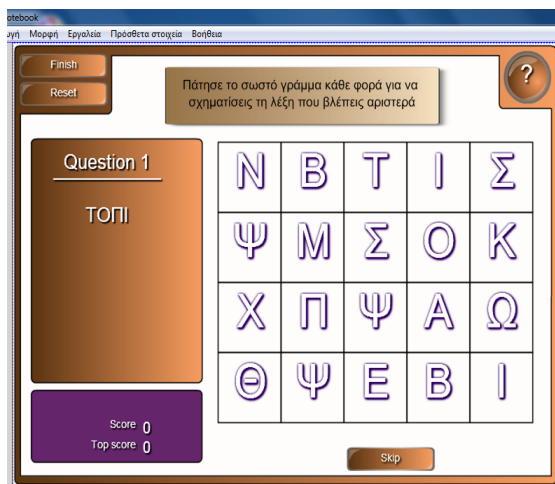 otebook
υγή Μορφή Εργαλεία Πρόσθετα στοιχεία Βοήθεια
Finish
Reset
Πάτησε το σωστό γράμμα κάθε φορά για να
σχηματίσεις τη λέξη που βλέπεις αριστερά
?
Question 1
ΤΟΠΙ
Ν Β Τ Ι Σ
Ψ Μ Σ Ο Κ
Χ Π Ψ Α Ω
Θ Ψ Ε Β Ι
Score 0
Top score 0
Skip